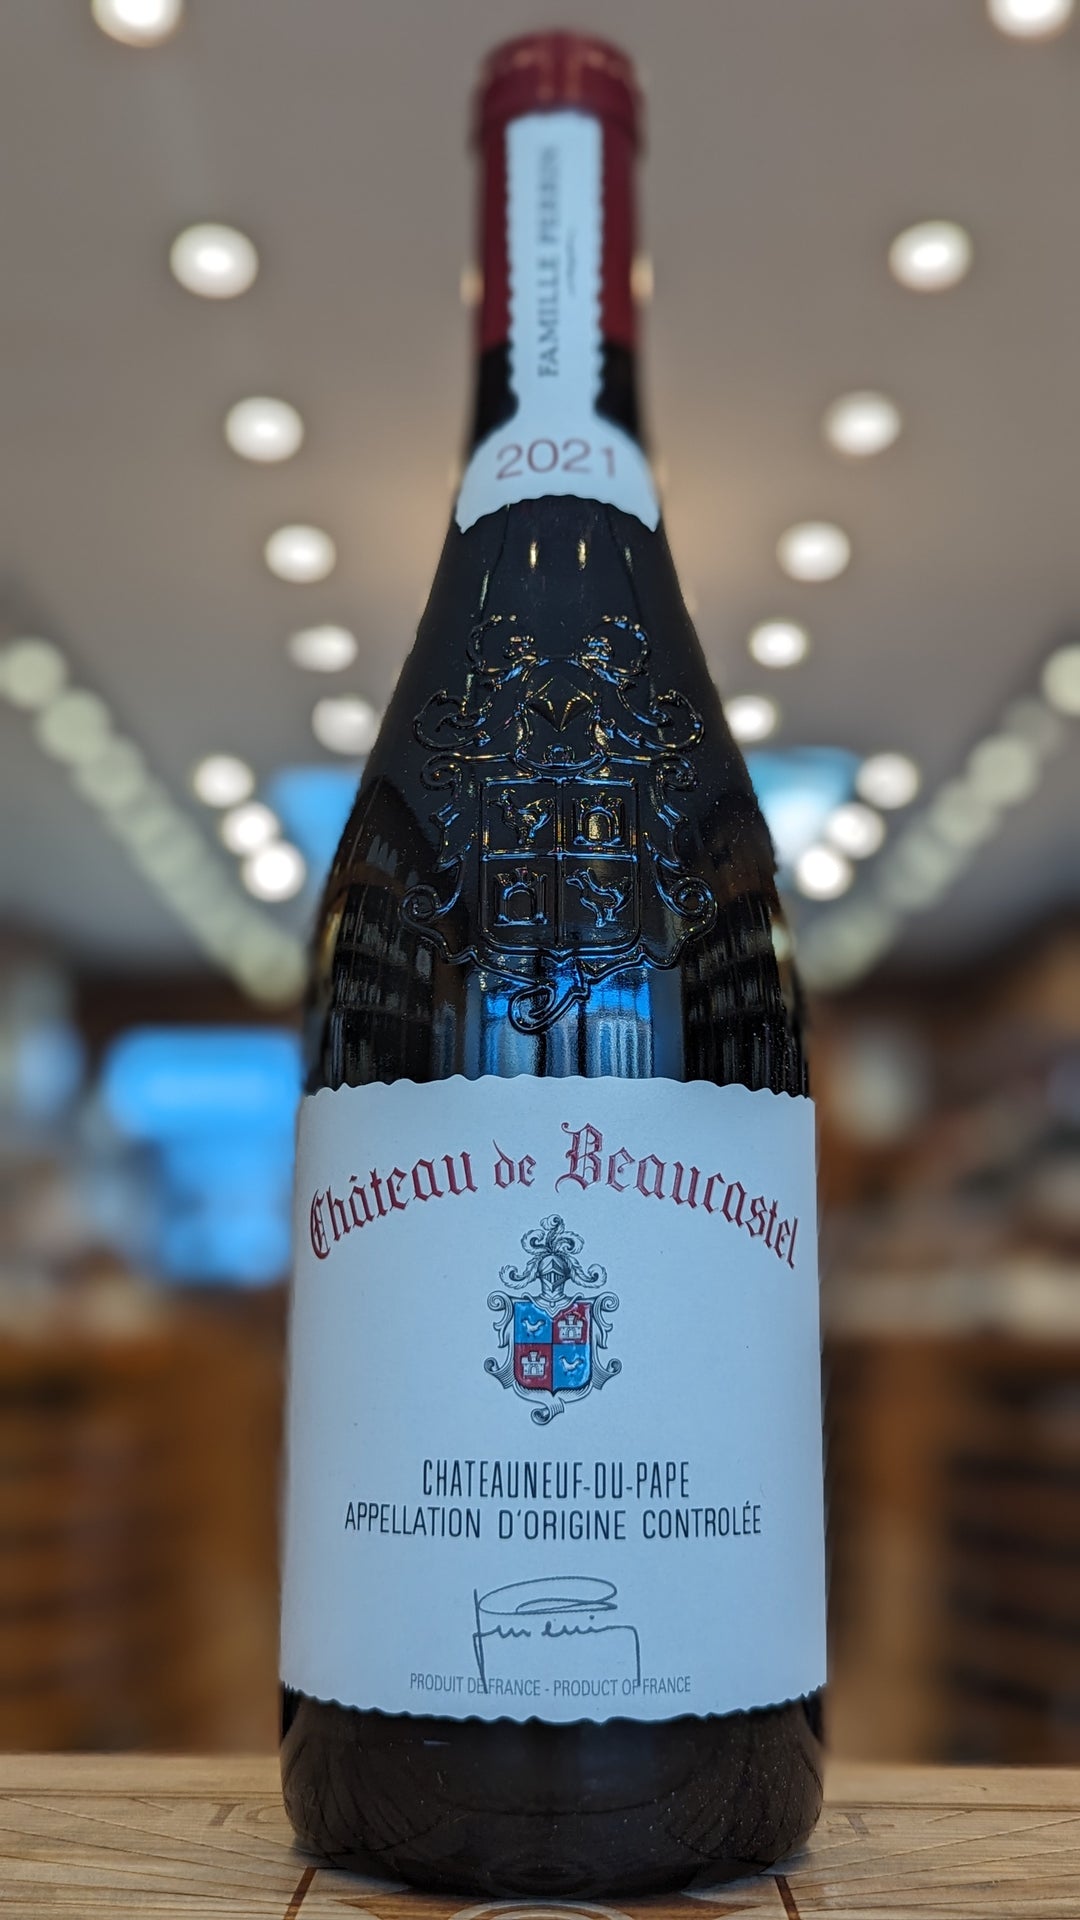 FAMILLE PERRIN
2021
Château de Beaucastel
CHATEAUNEUF-DU-PAPE
APPELLATION D'ORIGINE CONTROLÉE
PRODUIT DE FRANCE - PRODUCT OF FRANCE